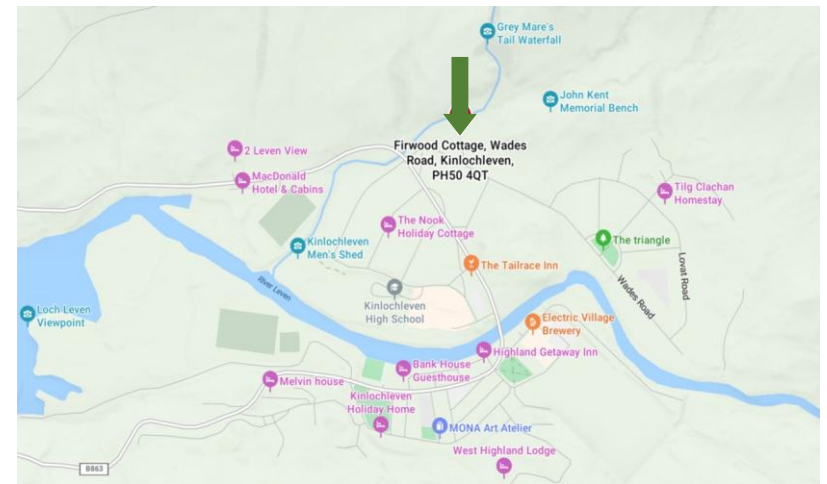 Grey Mare's
Tail Waterfall
John Kent
Memorial Bench
Firwood Cottage, Wades
Road, Kinlochleven,
PH50 4QT
2 Leven View
MacDonald
Hotel & Cabins
Tilg Clachan
Homestay
The Nook
Holiday Cottage
Kinlochleven
Men's Shed
The triangle
The Tailrace Inn
Lovat Road
Wades Road
River Leven
Kinlochleven
High School
Loch Leven
Viewpoint
Electric Village
Brewery
Highland Getaway Inn
Bank House
Guesthouse
Melvin house
Kinlochleven
Holiday Home
MONA Art Atelier
West Highland Lodge
B863